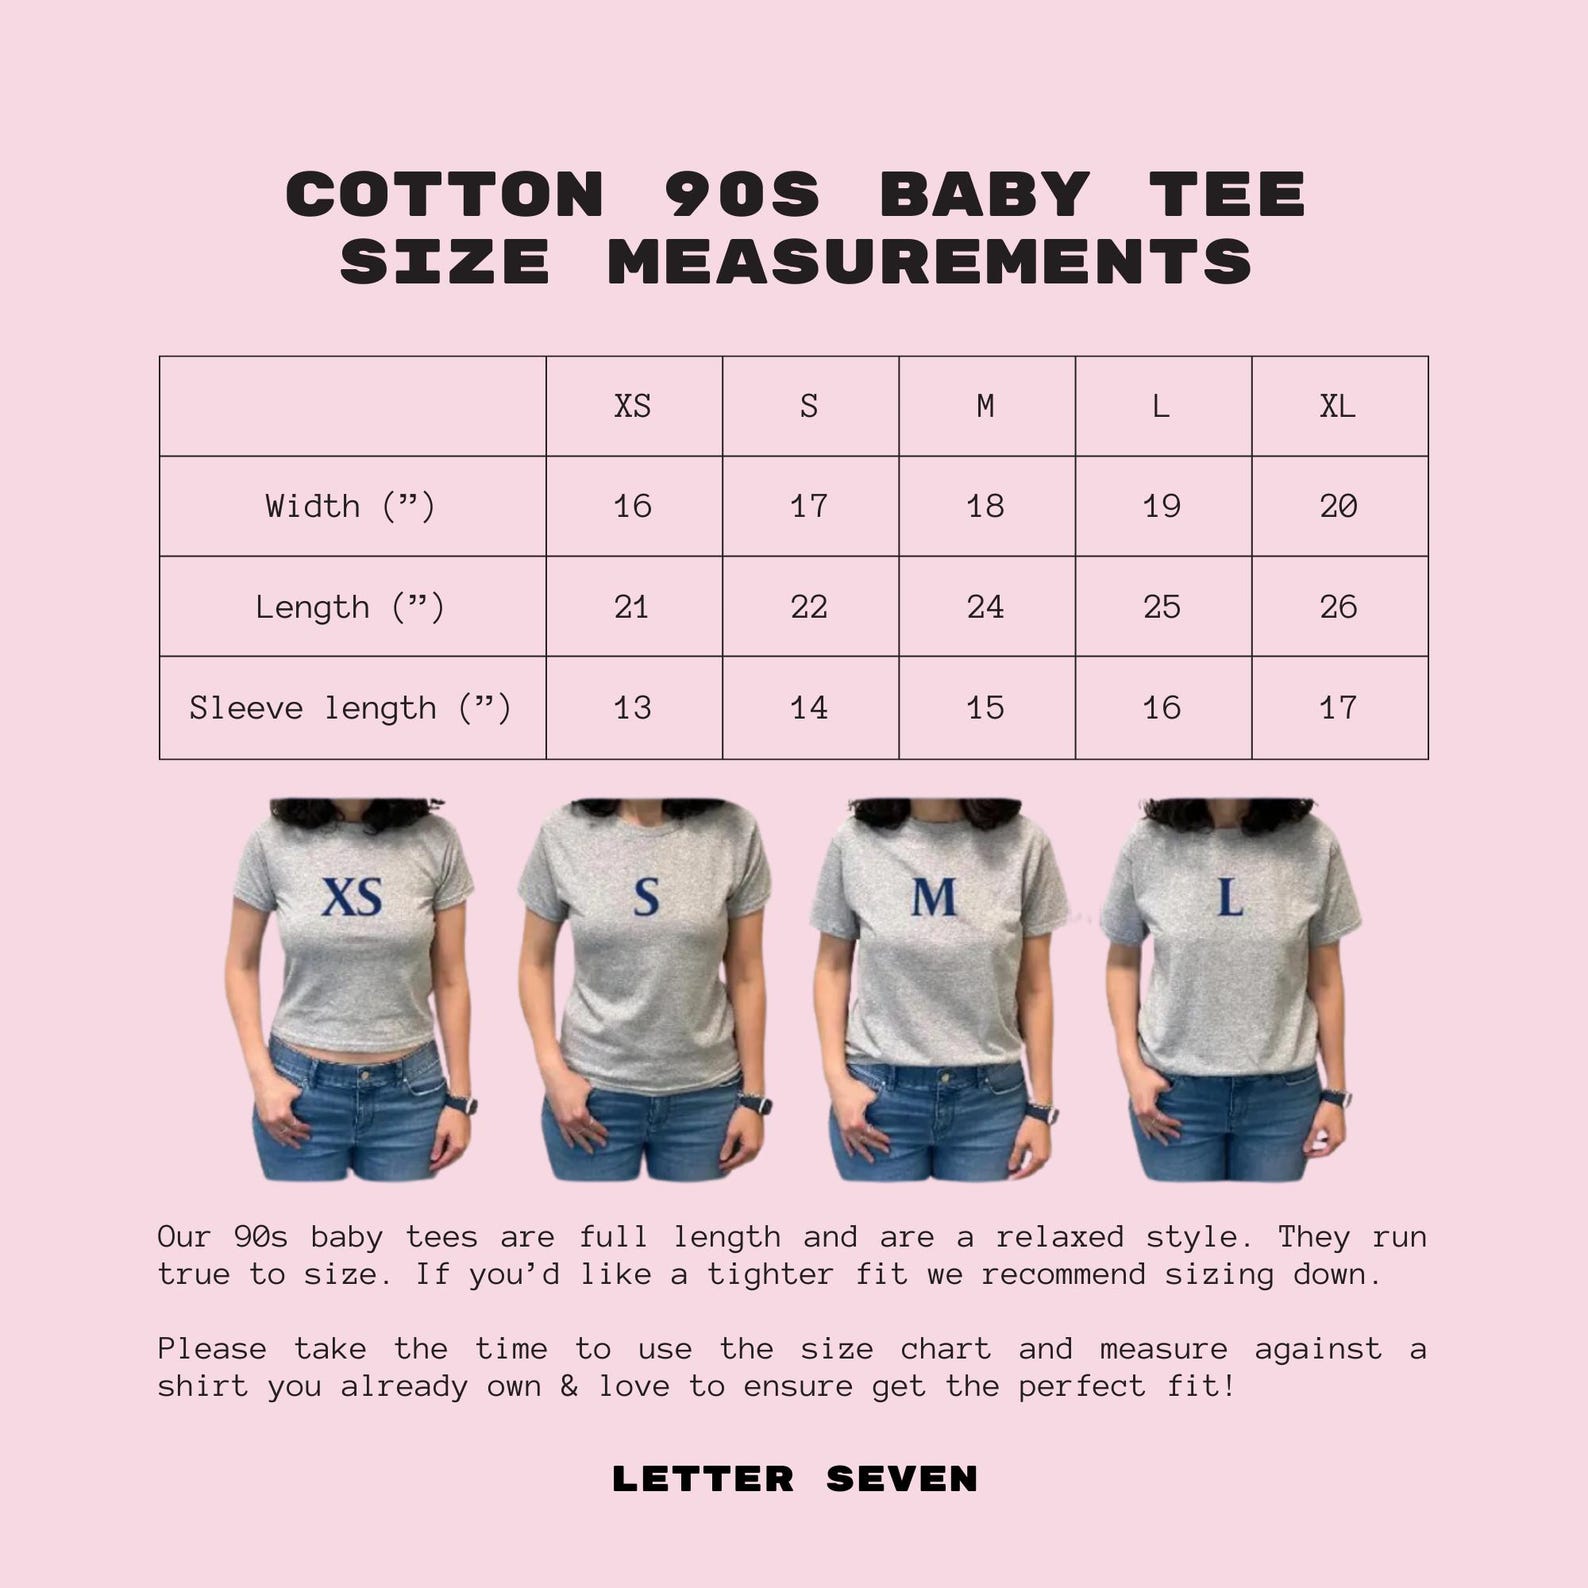 COTTON 90S BABY TEE
SIZE MEASUREMENTS
XS S M L XL
Width (”) 16 17 18 19 20
Length (”) 21 22 24 25 26
Sleeve length (”) 13 14 15 16 17
XS S M L
Our 90s baby tees are full length and are a relaxed style. They run
true to size. If you’d like a tighter fit we recommend sizing down.
Please take the time to use the size chart and measure against a
shirt you already own & love to ensure get the perfect fit!
LETTER SEVEN